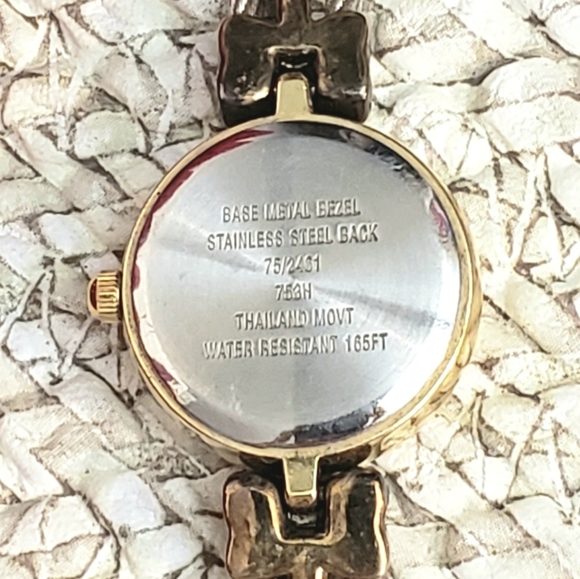 BASE METAL BEZEL
STAINLESS STEEL BACK
75/2461
753H
THAILAND MOVT
WATER RESISTANT 165FT